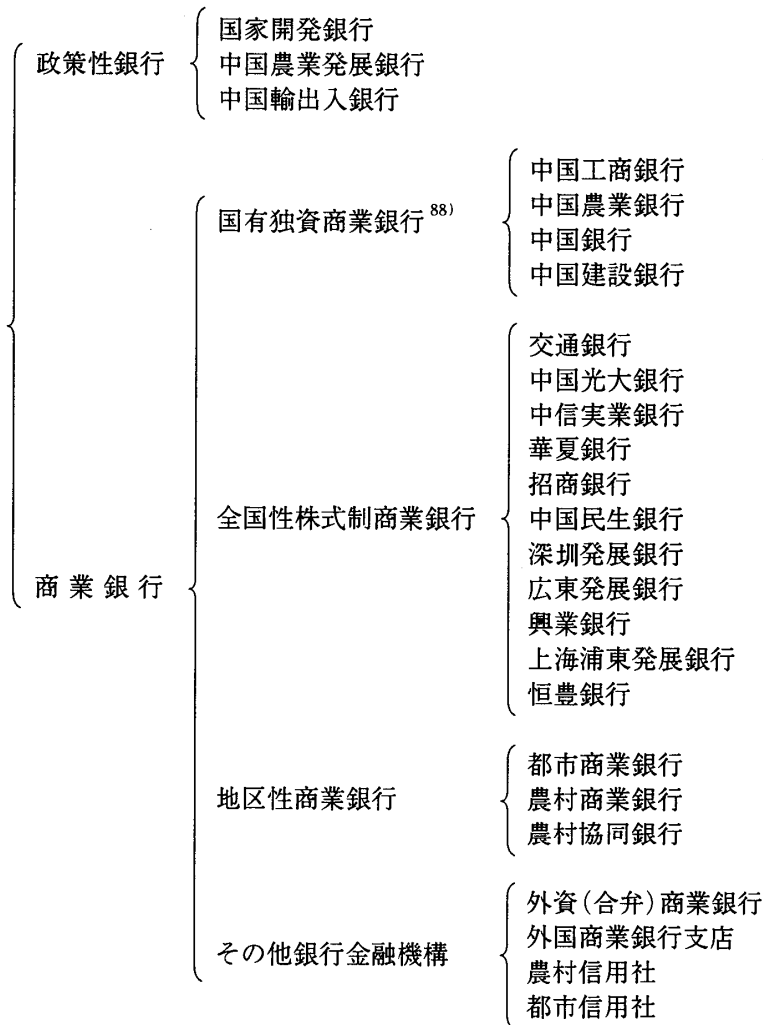 政策性銀行
国家開発銀行
中国農業発展銀行
中国輸出入銀行
商業銀行
国有独資商業銀行88)
中国工商銀行
中国農業銀行
中国銀行
中国建設銀行
全国性株式制商業銀行
交通銀行
中国光大銀行
中信実業銀行
華夏銀行
招商銀行
中国民生銀行
深圳発展銀行
広東発展銀行
興業銀行
上海浦東発展銀行
恒豊銀行
地区性商業銀行
都市商業銀行
農村商業銀行
農村協同銀行
その他銀行金融機構
外資(合弁)商業銀行
外国商業銀行支店
農村信用社
都市信用社